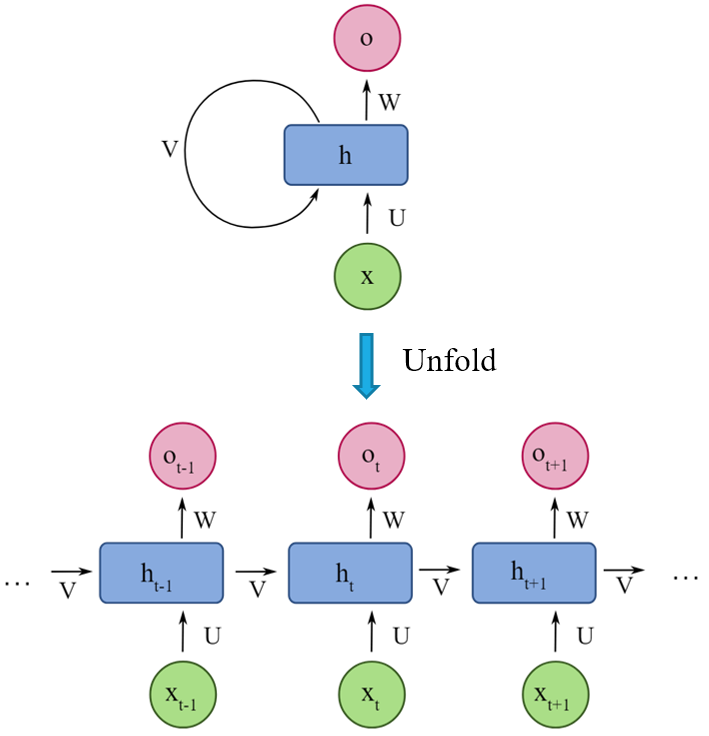 o
W
V
h
U
x
Unfold
o_{t-1} o_t o_{t+1}
W W W
... V h_{t-1} V h_t V h_{t+1} V ...
U U U
x_{t-1} x_t x_{t+1}